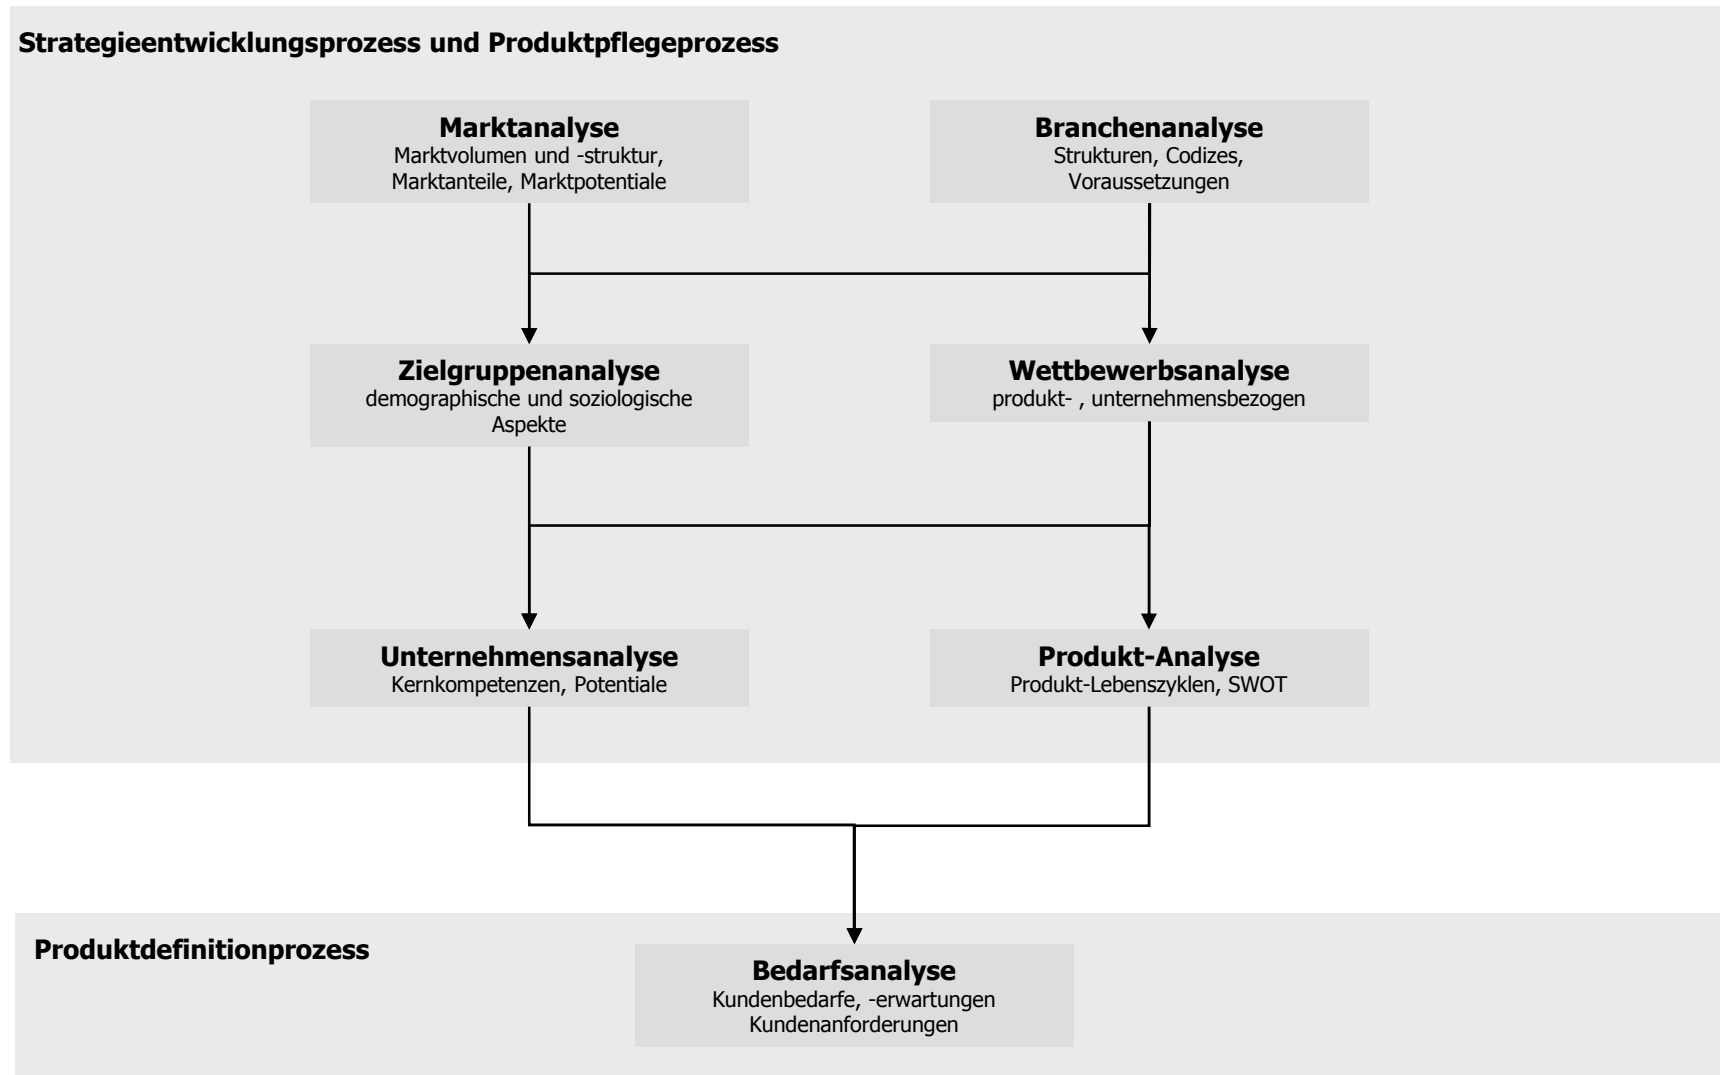 Strategieentwicklungsprozess und Produktpflegeprozess
Marktanalyse
Marktvolumen und -struktur,
Marktanteile, Marktpotentiale
Branchenanalyse
Strukturen, Codizes,
Voraussetzungen
Zielgruppenanalyse
demographische und soziologische
Aspekte
Wettbewerbsanalyse
produkt- , unternehmensbezogen
Unternehmensanalyse
Kernkompetenzen, Potentiale
Produkt-Analyse
Produkt-Lebenszyklen, SWOT
Produktdefinitionprozess
Bedarfsanalyse
Kundenbedarfe, -erwartungen
Kundenanforderungen